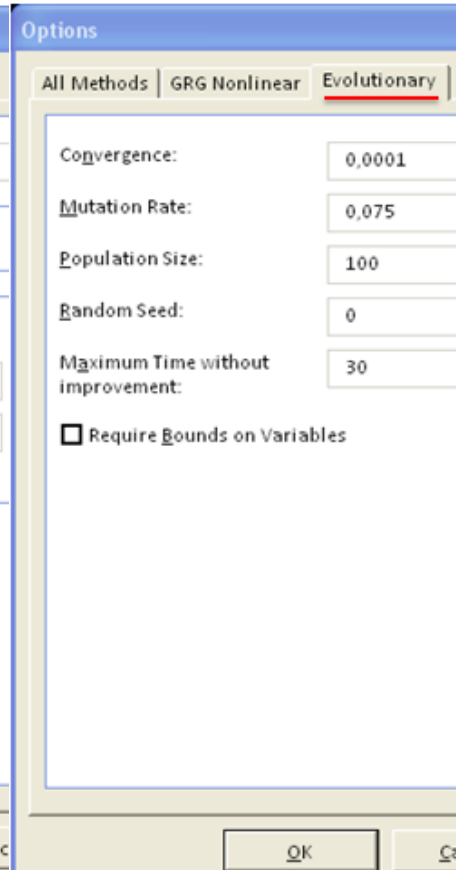 Options
All Methods GRG Nonlinear Evolutionary
Convergence: 0,0001
Mutation Rate: 0,075
Population Size: 100
Random Seed: 0
Maximum Time without
improvement: 30
Require Bounds on Variables
OK